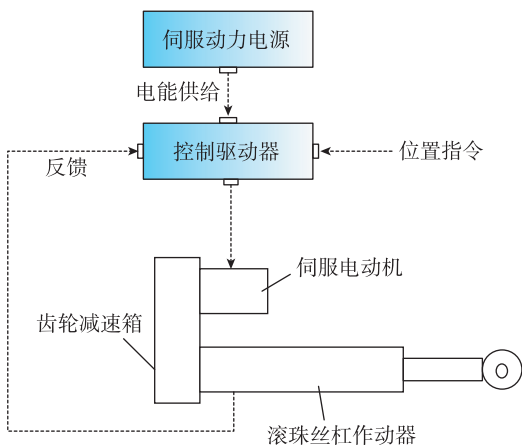 伺服动力电源
电能供给
控制驱动器
反馈
位置指令
伺服电动机
齿轮减速箱
滚珠丝杠作动器